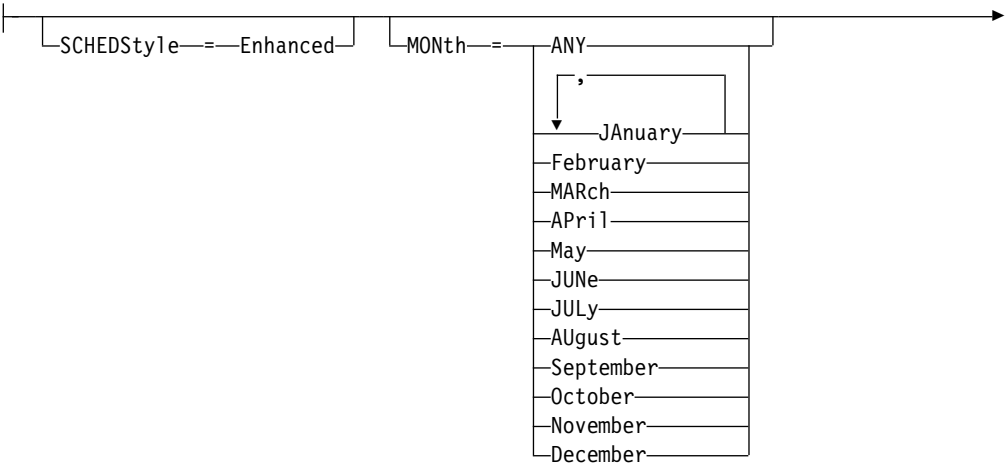 SCHEDStyle = Enhanced MONth = ANY
,
JAnuary
February
MARch
APril
May
JUNe
JULy
AUgust
September
October
November
December